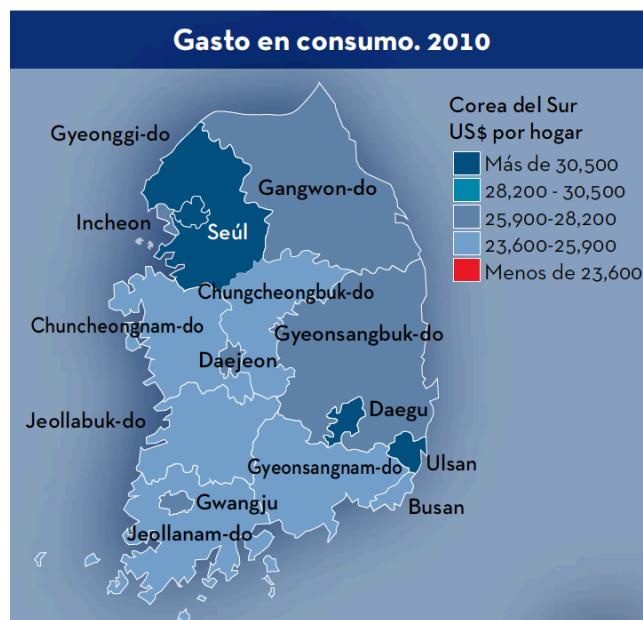 Gasto en consumo. 2010
Corea del Sur
US$ por hogar
Más de 30,500
28,200 - 30,500
25,900-28,200
23,600-25,900
Menos de 23,600
Gyeonggi-do
Gangwon-do
Incheon
Seúl
Chungcheongbuk-do
Chuncheongnam-do
Gyeonsangbuk-do
Daejeon
Daegu
Jeollabuk-do
Gyeonsangnam-do
Ulsan
Busan
Gwangju
Jeollanam-do